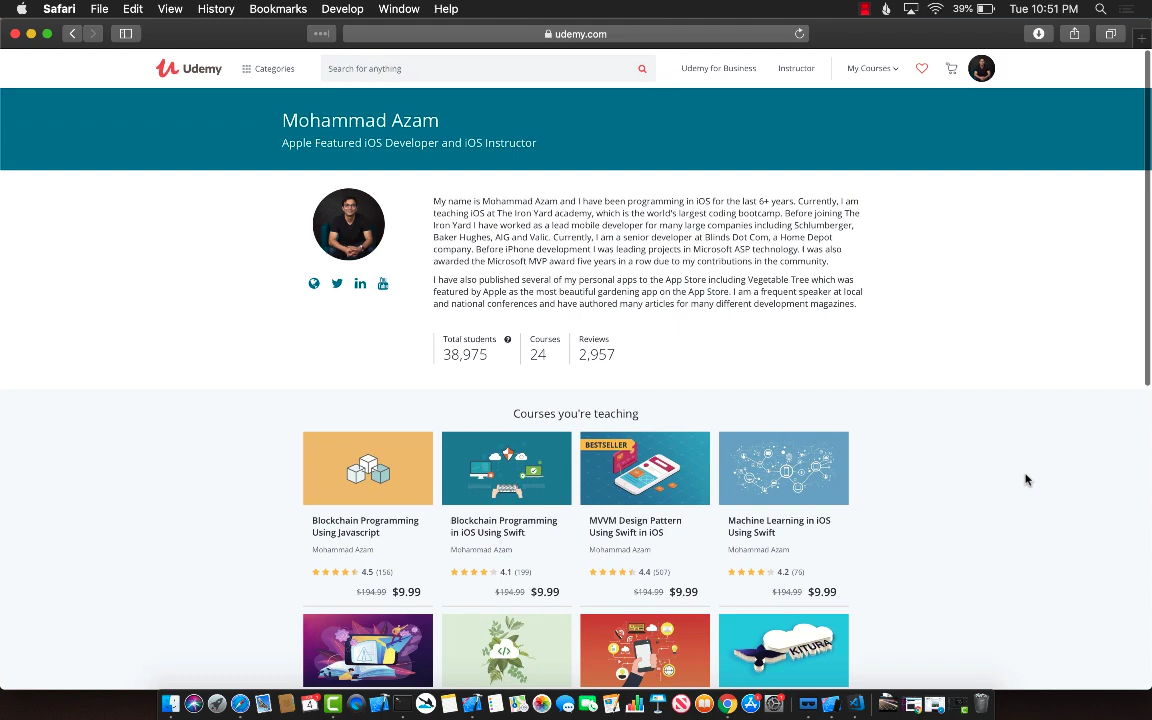 Safari File Edit View History Bookmarks Develop Window Help 39% Tue 10:51 PM
udemy.com
Udemy Categories Search for anything Udemy for Business Instructor My Courses
Mohammad Azam
Apple Featured iOS Developer and iOS Instructor
My name is Mohammad Azam and I have been programming in iOS for the last 6+ years. Currently, I am
teaching iOS at The Iron Yard academy, which is the world's largest coding bootcamp. Before joining The
Iron Yard I have worked as a lead mobile developer for many large companies including Schlumberger,
Baker Hughes, AIG and Valic. Currently, I am a senior developer at Blinds Dot Com, a Home Depot
company. Before iPhone development I was leading projects in Microsoft ASP technology. I was also
awarded the Microsoft MVP award five years in a row due to my contributions in the community.
I have also published several of my personal apps to the App Store including Vegetable Tree which was
featured by Apple as the most beautiful gardening app on the App Store. I am a frequent speaker at local
and national conferences and have authored many articles for many different development magazines.
Total students Courses Reviews
38,975 24 2,957
Courses you're teaching
BESTSELLER
Blockchain Programming
Using Javascript
Mohammad Azam
4.5 (156)
$194.99 $9.99
Blockchain Programming
in iOS Using Swift
Mohammad Azam
4.1 (199)
$194.99 $9.99
MVVM Design Pattern
Using Swift in iOS
Mohammad Azam
4.4 (507)
$194.99 $9.99
Machine Learning in iOS
Using Swift
Mohammad Azam
4.2 (76)
$194.99 $9.99
KITURA